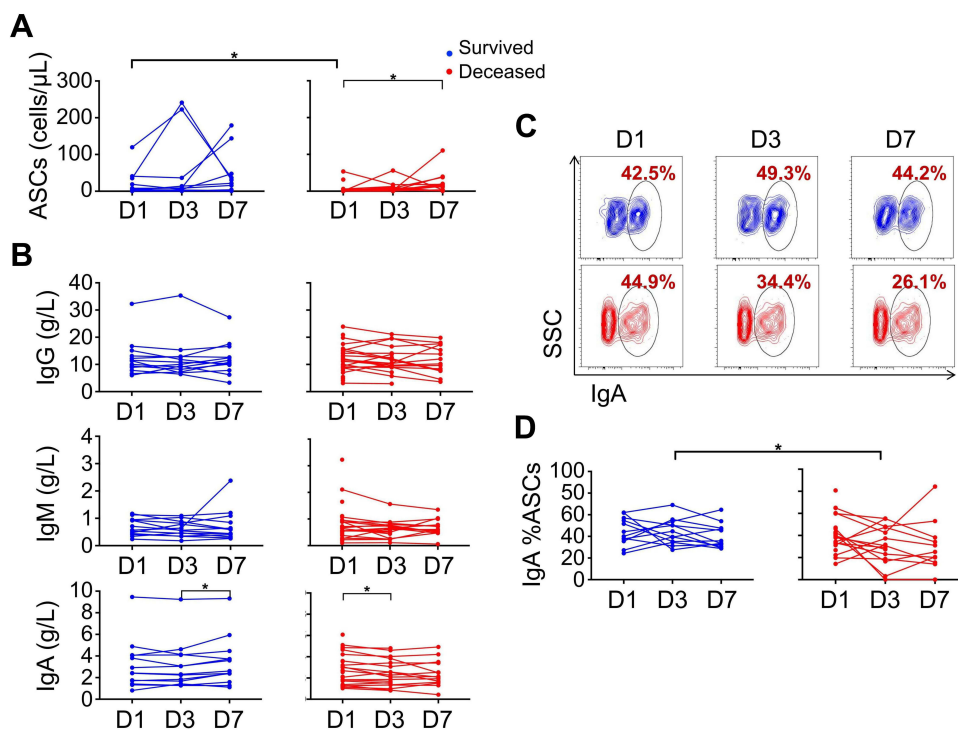 A
Survived
Deceased
*
*
ASCs (cells/µL)
300
200
100
0
D1 D3 D7
D1 D3 D7
B
IgG (g/L)
40
30
20
10
0
D1 D3 D7
D1 D3 D7
IgM (g/L)
4
3
2
1
0
D1 D3 D7
D1 D3 D7
IgA (g/L)
10
8
6
4
2
0
*
*
D1 D3 D7
D1 D3 D7
C
D1 D3 D7
42.5% 49.3% 44.2%
44.9% 34.4% 26.1%
SSC
IgA
D
*
IgA %ASCs
100
50
60
40
20
0
D1 D3 D7
D1 D3 D7